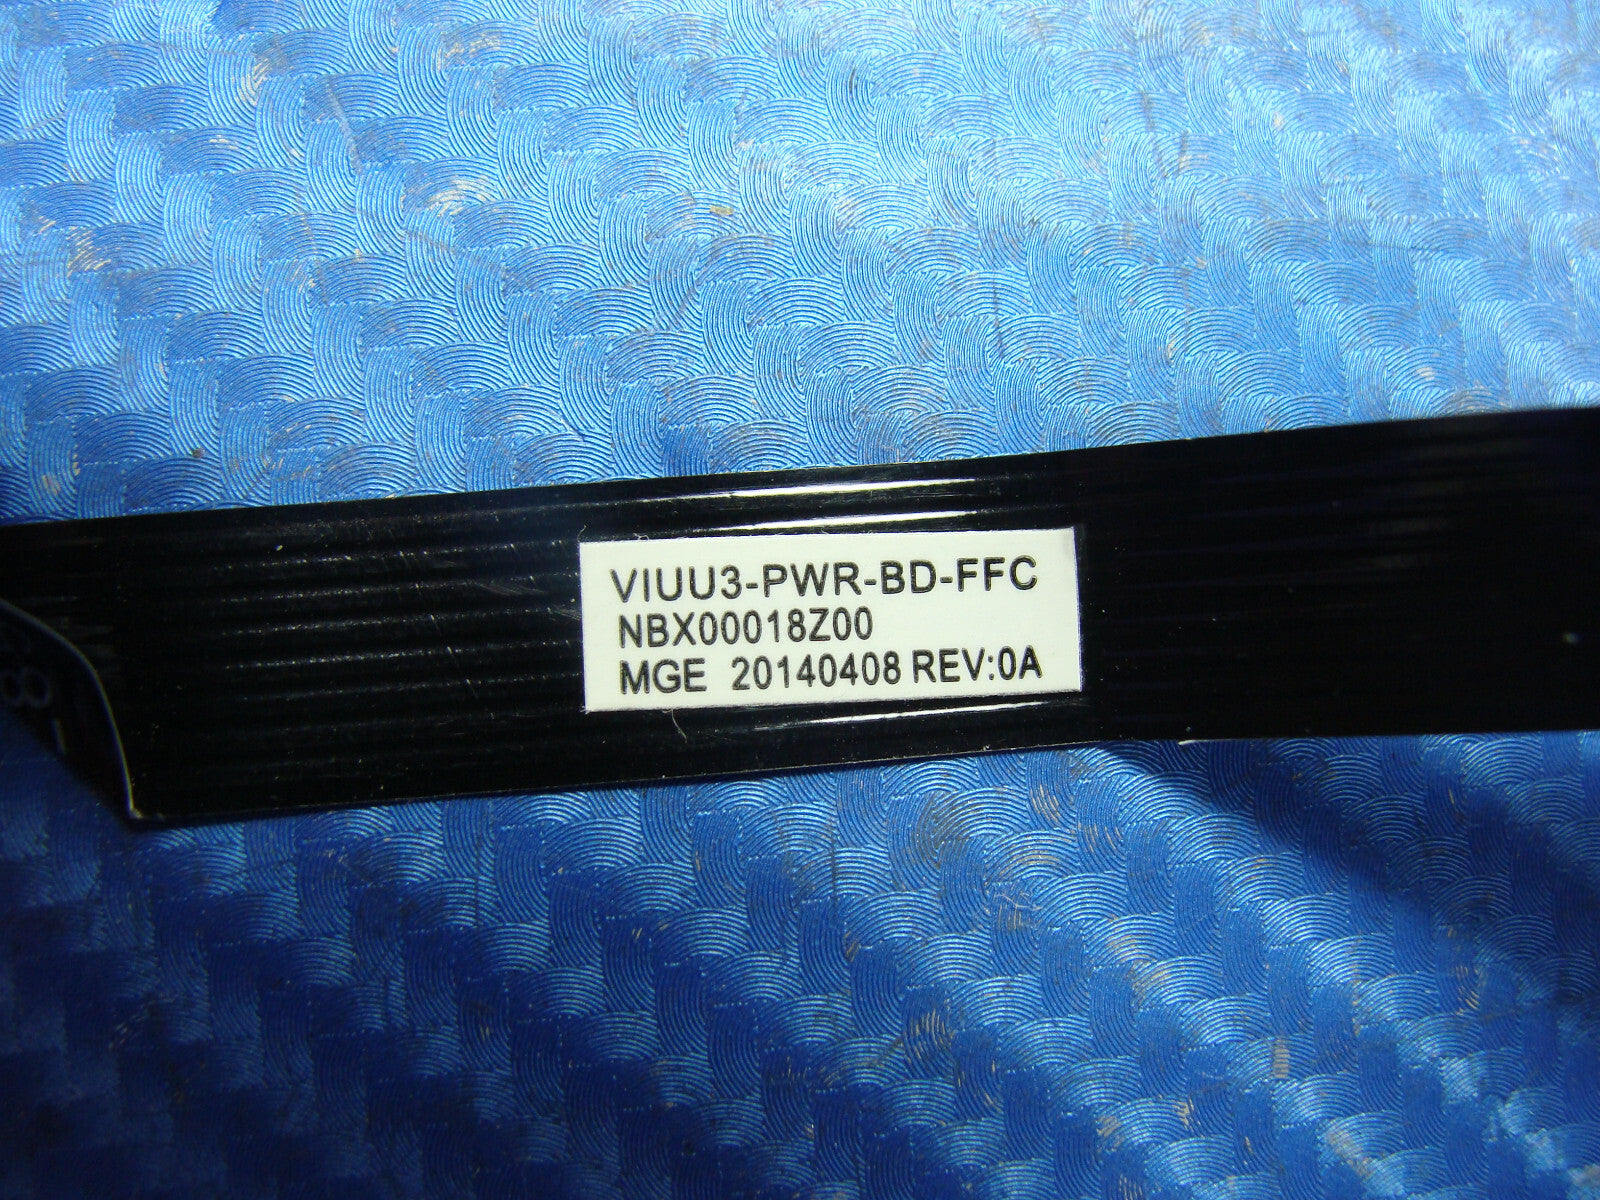 VIUU3-PWR-BD-FFC
NBX00018Z00
MGE 20140408 REV:0A